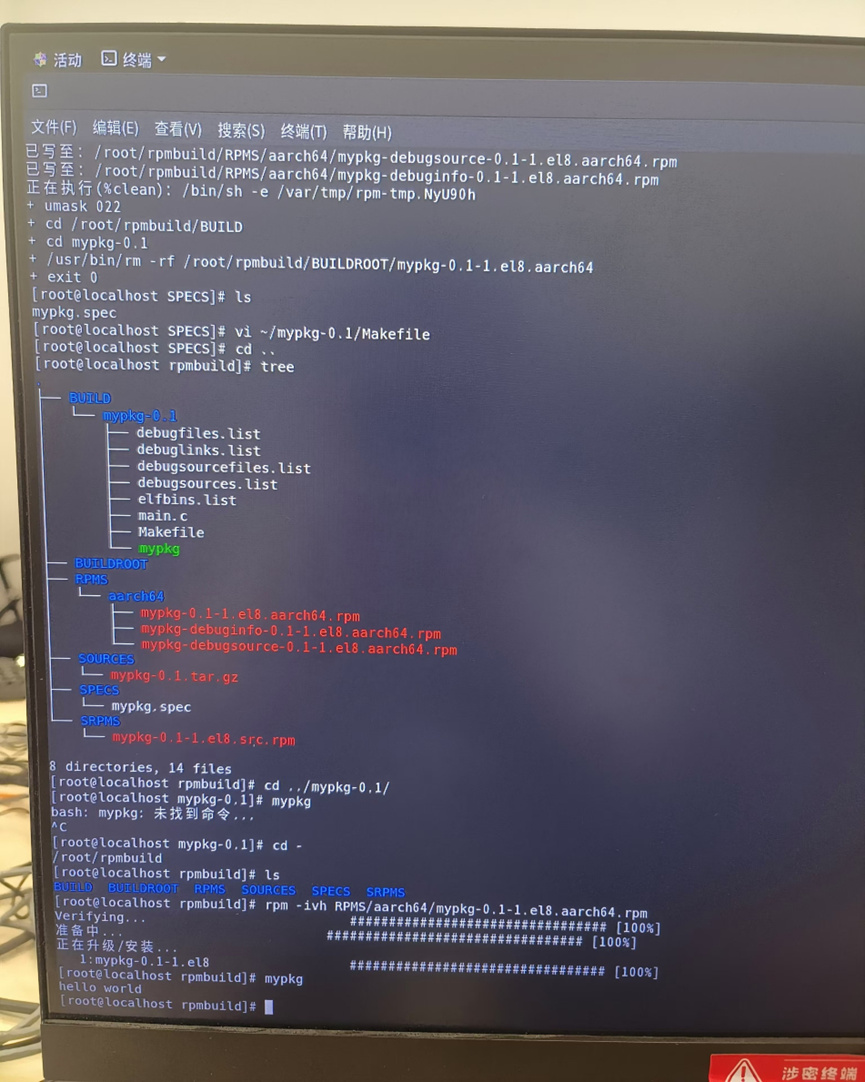 活动 终端
文件(F) 编辑(E) 查看(V) 搜索(S) 终端(T) 帮助(H)
已写至: /root/rpmbuild/RPMS/aarch64/mypkg-debugsource-0.1-1.el8.aarch64.rpm
已写至: /root/rpmbuild/RPMS/aarch64/mypkg-debuginfo-0.1-1.el8.aarch64.rpm
正在执行(%clean): /bin/sh -e /var/tmp/rpm-tmp.NyU90h
+ umask 022
+ cd /root/rpmbuild/BUILD
+ cd mypkg-0.1
+ /usr/bin/rm -rf /root/rpmbuild/BUILDROOT/mypkg-0.1-1.el8.aarch64
+ exit 0
[root@localhost SPECS]# ls
mypkg.spec
[root@localhost SPECS]# vi ~/mypkg-0.1/Makefile
[root@localhost SPECS]# cd ..
[root@localhost rpmbuild]# tree
.
├── BUILD
│   └── mypkg-0.1
│       ├── debugfiles.list
│       ├── debuglinks.list
│       ├── debugsourcefiles.list
│       ├── debugsources.list
│       ├── elfbins.list
│       ├── main.c
│       ├── Makefile
│       └── mypkg
├── BUILDROOT
├── RPMS
│   └── aarch64
│       ├── mypkg-0.1-1.el8.aarch64.rpm
│       ├── mypkg-debuginfo-0.1-1.el8.aarch64.rpm
│       └── mypkg-debugsource-0.1-1.el8.aarch64.rpm
├── SOURCES
│   └── mypkg-0.1.tar.gz
├── SPECS
│   └── mypkg.spec
└── SRPMS
    └── mypkg-0.1-1.el8.src.rpm
8 directories, 14 files
[root@localhost rpmbuild]# cd ../mypkg-0.1/
[root@localhost mypkg-0.1]# mypkg
bash: mypkg: 未找到命令...
^C
[root@localhost mypkg-0.1]# cd -
/root/rpmbuild
[root@localhost rpmbuild]# ls
BUILD BUILDROOT RPMS SOURCES SPECS SRPMS
[root@localhost rpmbuild]# rpm -ivh RPMS/aarch64/mypkg-0.1-1.el8.aarch64.rpm
Verifying... ################################# [100%]
准备中... ################################# [100%]
正在升级/安装...
1:mypkg-0.1-1.el8 ################################# [100%]
[root@localhost rpmbuild]# mypkg
hello world
[root@localhost rpmbuild]#
涉密终端